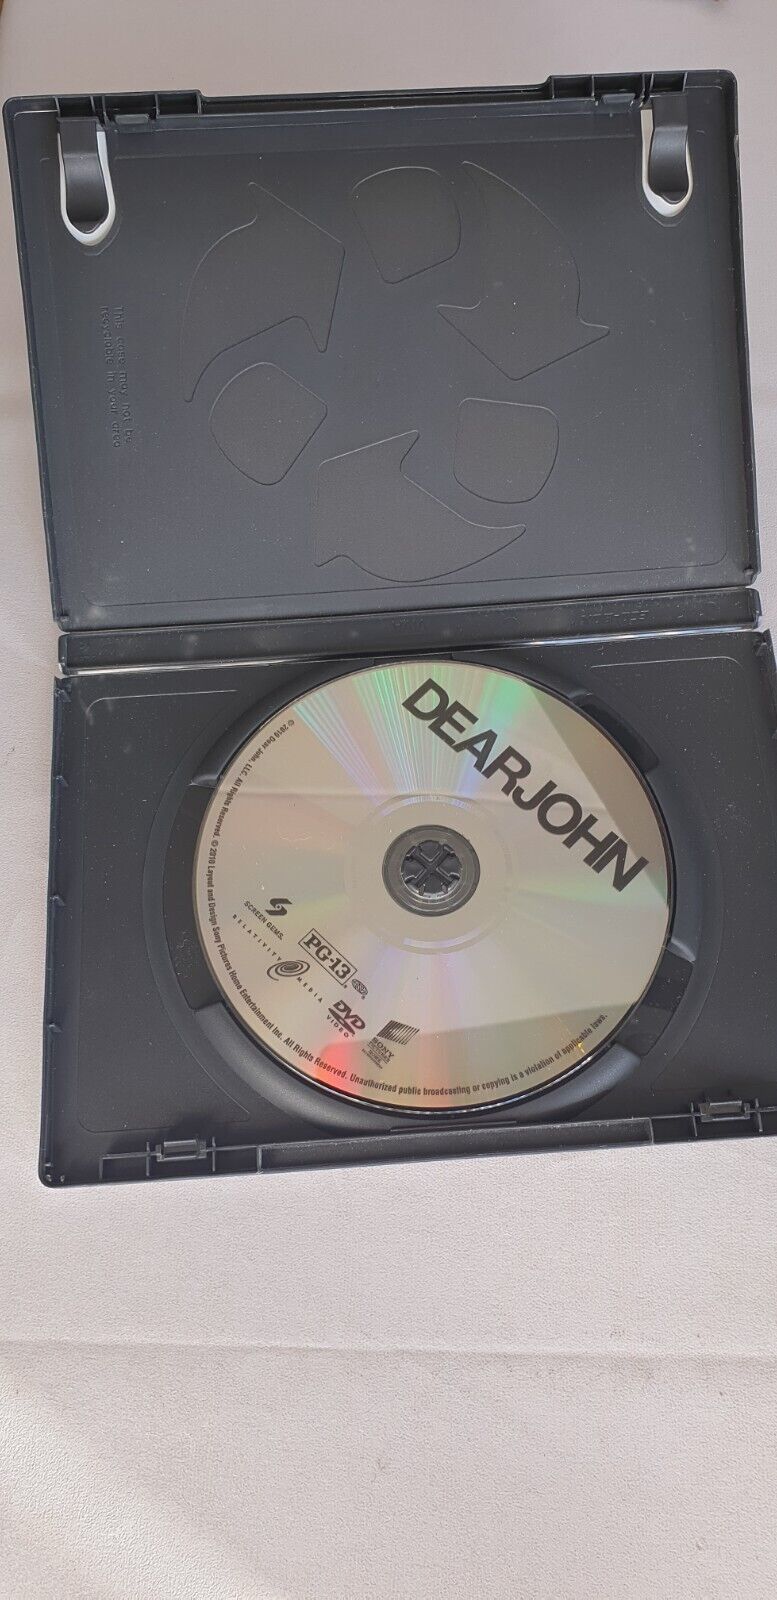 This case may not be
recyclable in your area
DEAR JOHN
© 2010 Dear John, LLC. All Rights Reserved. © 2010 Layout and Design Sony Pictures Home Entertainment Inc. All Rights Reserved. Unauthorized public broadcasting or copying is a violation of applicable laws.
SCREEN GEMS
RELATIVITY MEDIA
PG-13
®
DVD
VIDEO
SONY